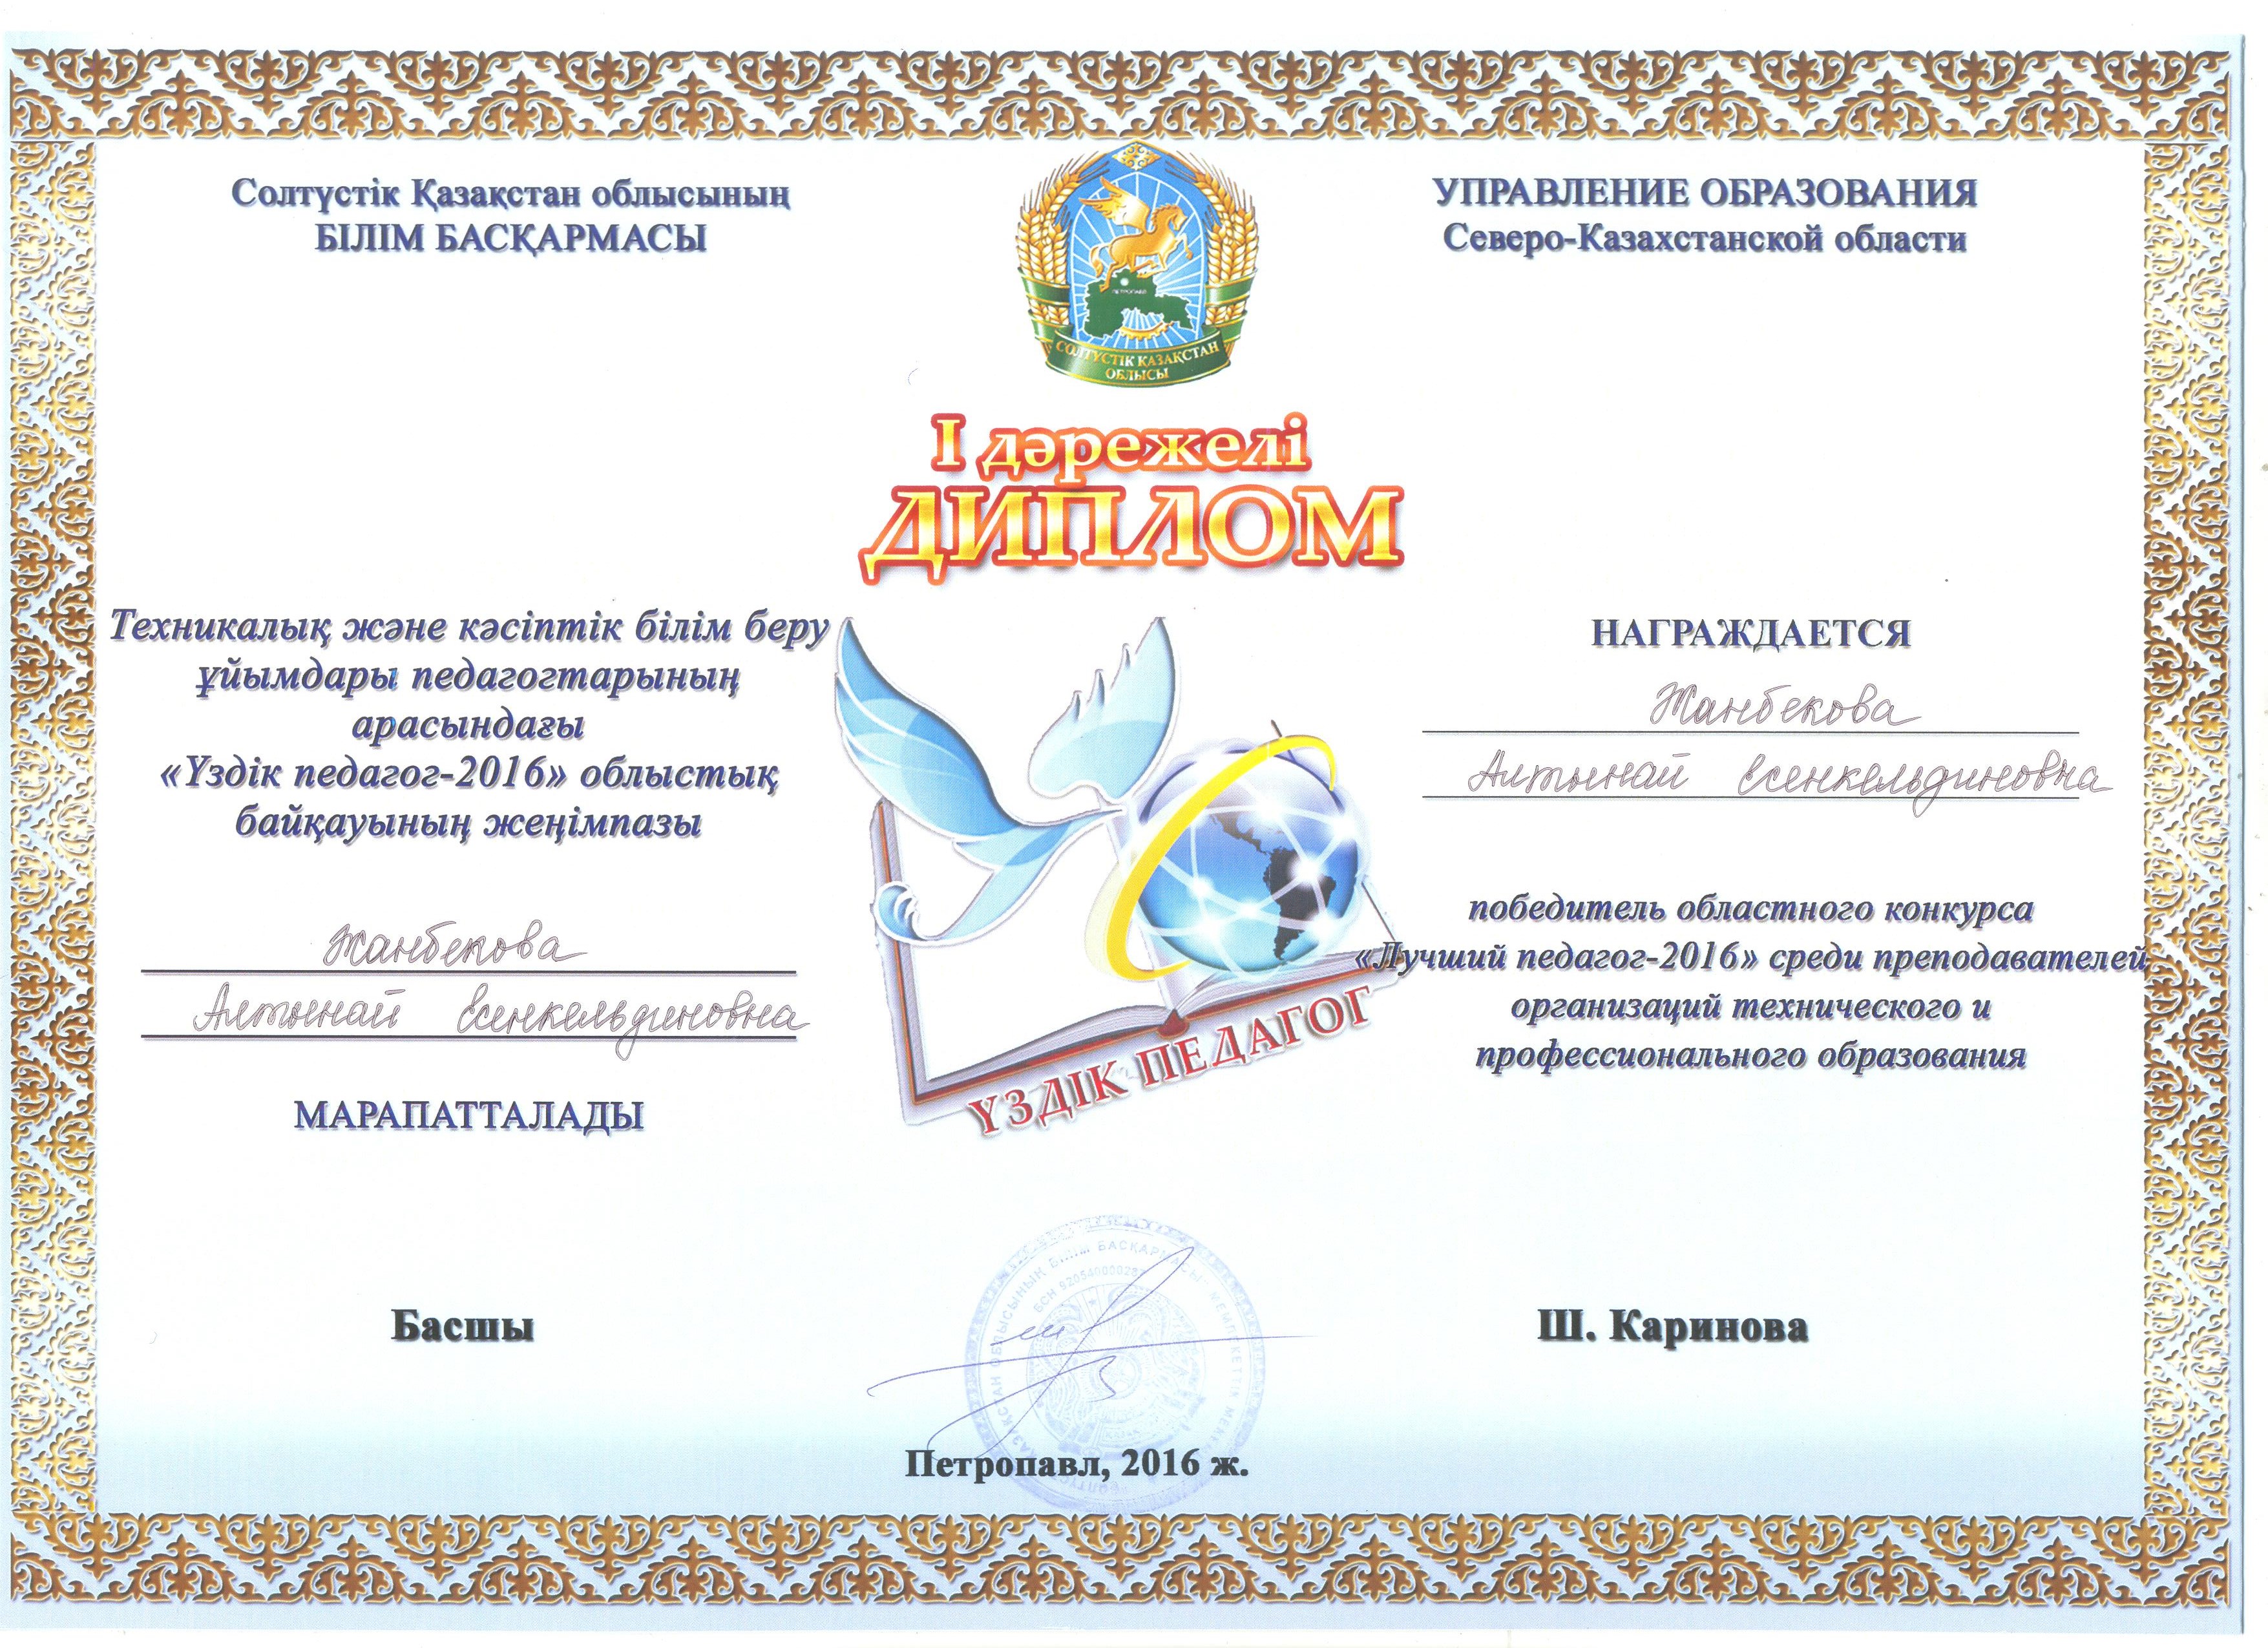 Солтүстік Қазақстан облысының
БІЛІМ БАСҚАРМАСЫ
УПРАВЛЕНИЕ ОБРАЗОВАНИЯ
Северо-Казахстанской области
ПЕТРОПАВЛ
СОЛТҮСТІК ҚАЗАҚСТАН
ОБЛЫСЫ
І дәрежелі
ДИПЛОМ
Техникалық және кәсіптік білім беру
ұйымдары педагогтарының
арасындағы
«Үздік педагог-2016» облыстық
байқауының жеңімпазы
Жанбекова
Алтынай Есенкельдиновна
МАРАПАТТАЛАДЫ
ҮЗДІК ПЕДАГОГ
НАГРАЖДАЕТСЯ
Жанбекова
Алтынай Есенкельдиновна
победитель областного конкурса
«Лучший педагог-2016» среди преподавателей
организаций технического и
профессионального образования
Басшы
Ш. Каринова
Петропавл, 2016 ж.